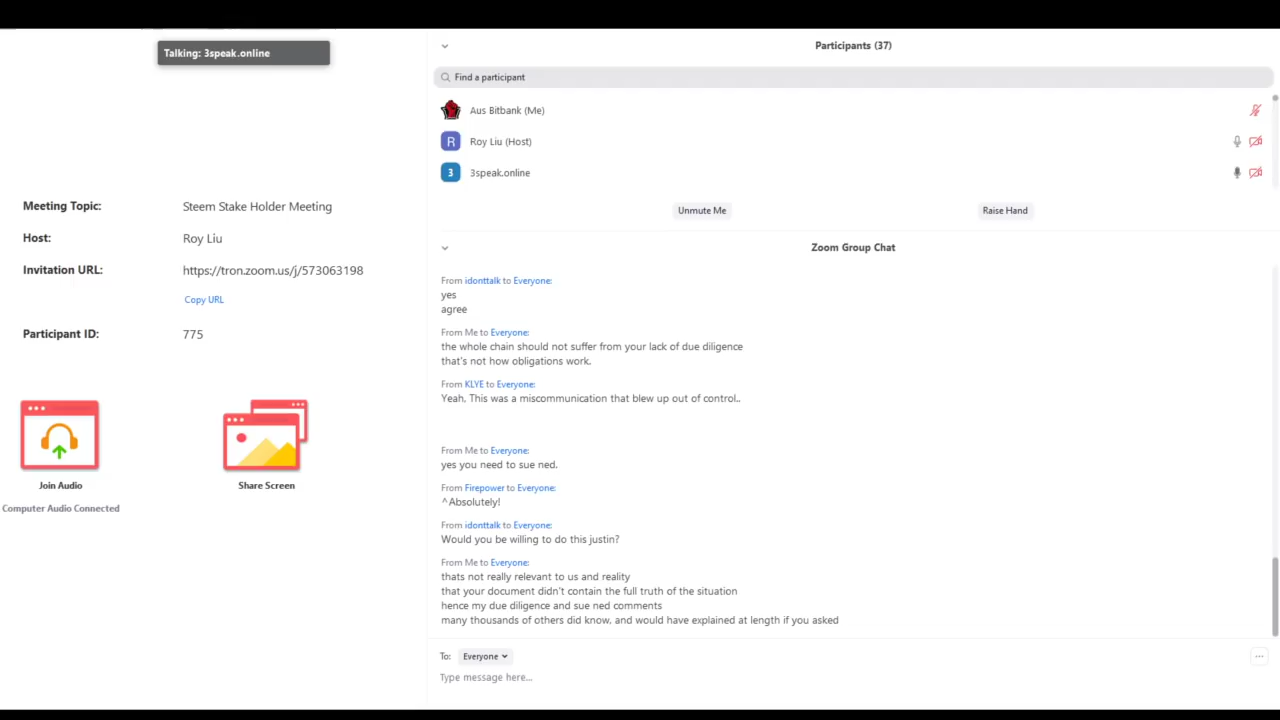 Talking: 3speak.online
Meeting Topic: Steem Stake Holder Meeting
Host: Roy Liu
Invitation URL: https://tron.zoom.us/j/573063198
Copy URL
Participant ID: 775
Join Audio
Share Screen
Computer Audio Connected
Participants (37)
Find a participant
Aus Bitbank (Me)
R Roy Liu (Host)
3 3speak.online
Unmute Me
Raise Hand
Zoom Group Chat
From idonttalk to Everyone:
yes
agree
From Me to Everyone:
the whole chain should not suffer from your lack of due diligence
that's not how obligations work.
From KLYE to Everyone:
Yeah, This was a miscommunication that blew up out of control..
From Me to Everyone:
yes you need to sue ned.
From Firepower to Everyone:
^Absolutely!
From idonttalk to Everyone:
Would you be willing to do this justin?
From Me to Everyone:
thats not really relevant to us and reality
that your document didn't contain the full truth of the situation
hence my due diligence and sue ned comments
many thousands of others did know, and would have explained at length if you asked
To: Everyone
Type message here...